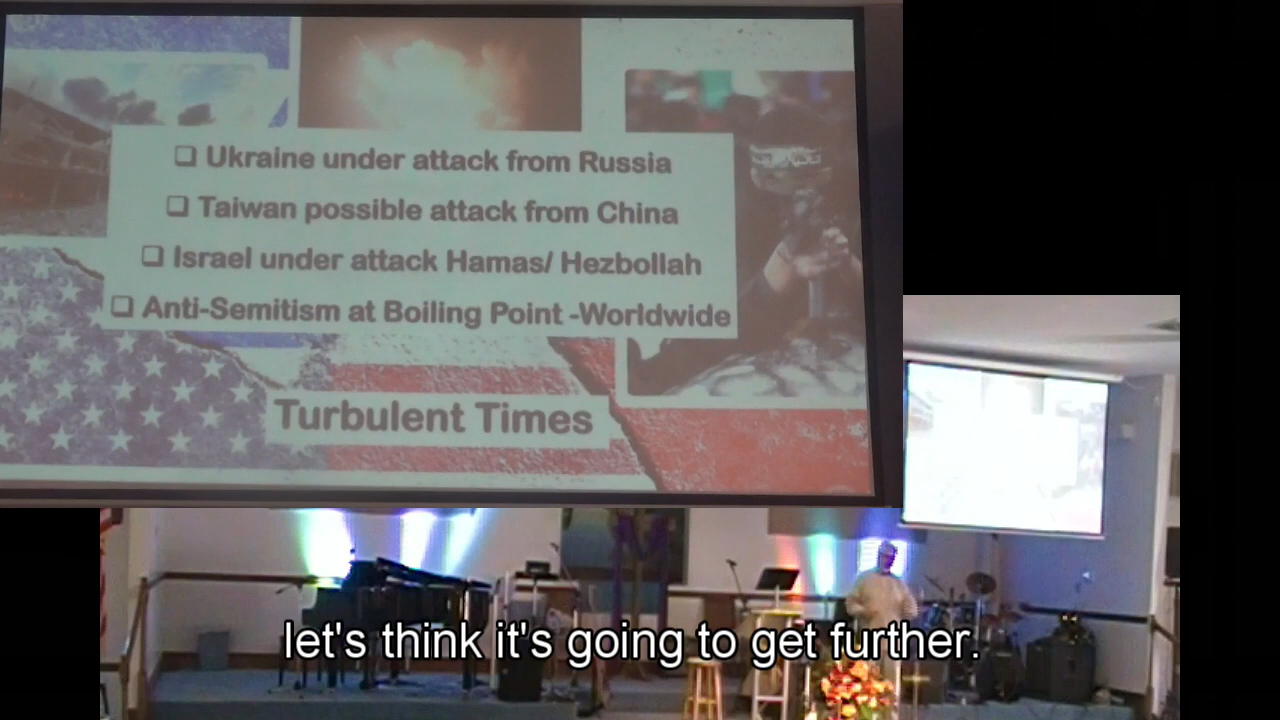 ❑ Ukraine under attack from Russia
❑ Taiwan possible attack from China
❑ Israel under attack Hamas/ Hezbollah
❑ Anti-Semitism at Boiling Point -Worldwide
Turbulent Times
let's think it's going to get further.